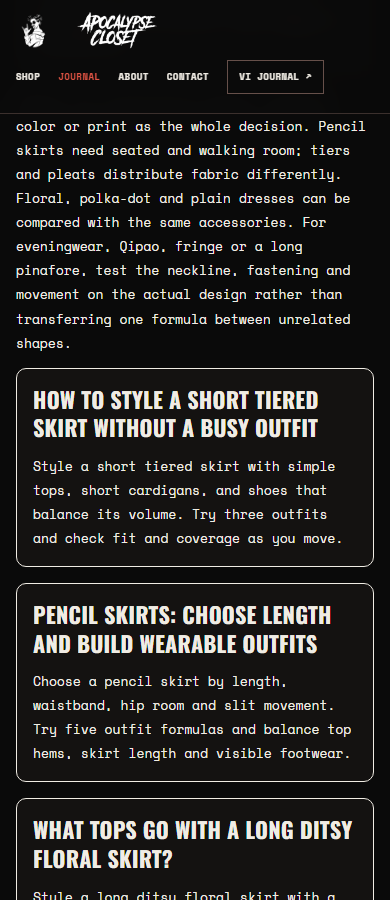 APOCALYPSE
CLOSET
SHOP JOURNAL ABOUT CONTACT VI JOURNAL ↗
color or print as the whole decision. Pencil
skirts need seated and walking room; tiers
and pleats distribute fabric differently.
Floral, polka-dot and plain dresses can be
compared with the same accessories. For
eveningwear, Qipao, fringe or a long
pinafore, test the neckline, fastening and
movement on the actual design rather than
transferring one formula between unrelated
shapes.
HOW TO STYLE A SHORT TIERED
SKIRT WITHOUT A BUSY OUTFIT
Style a short tiered skirt with simple
tops, short cardigans, and shoes that
balance its volume. Try three outfits
and check fit and coverage as you move.
PENCIL SKIRTS: CHOOSE LENGTH
AND BUILD WEARABLE OUTFITS
Choose a pencil skirt by length,
waistband, hip room and slit movement.
Try five outfit formulas and balance top
hems, skirt length and visible footwear.
WHAT TOPS GO WITH A LONG DITSY
FLORAL SKIRT?
Style a long ditsy floral skirt with a